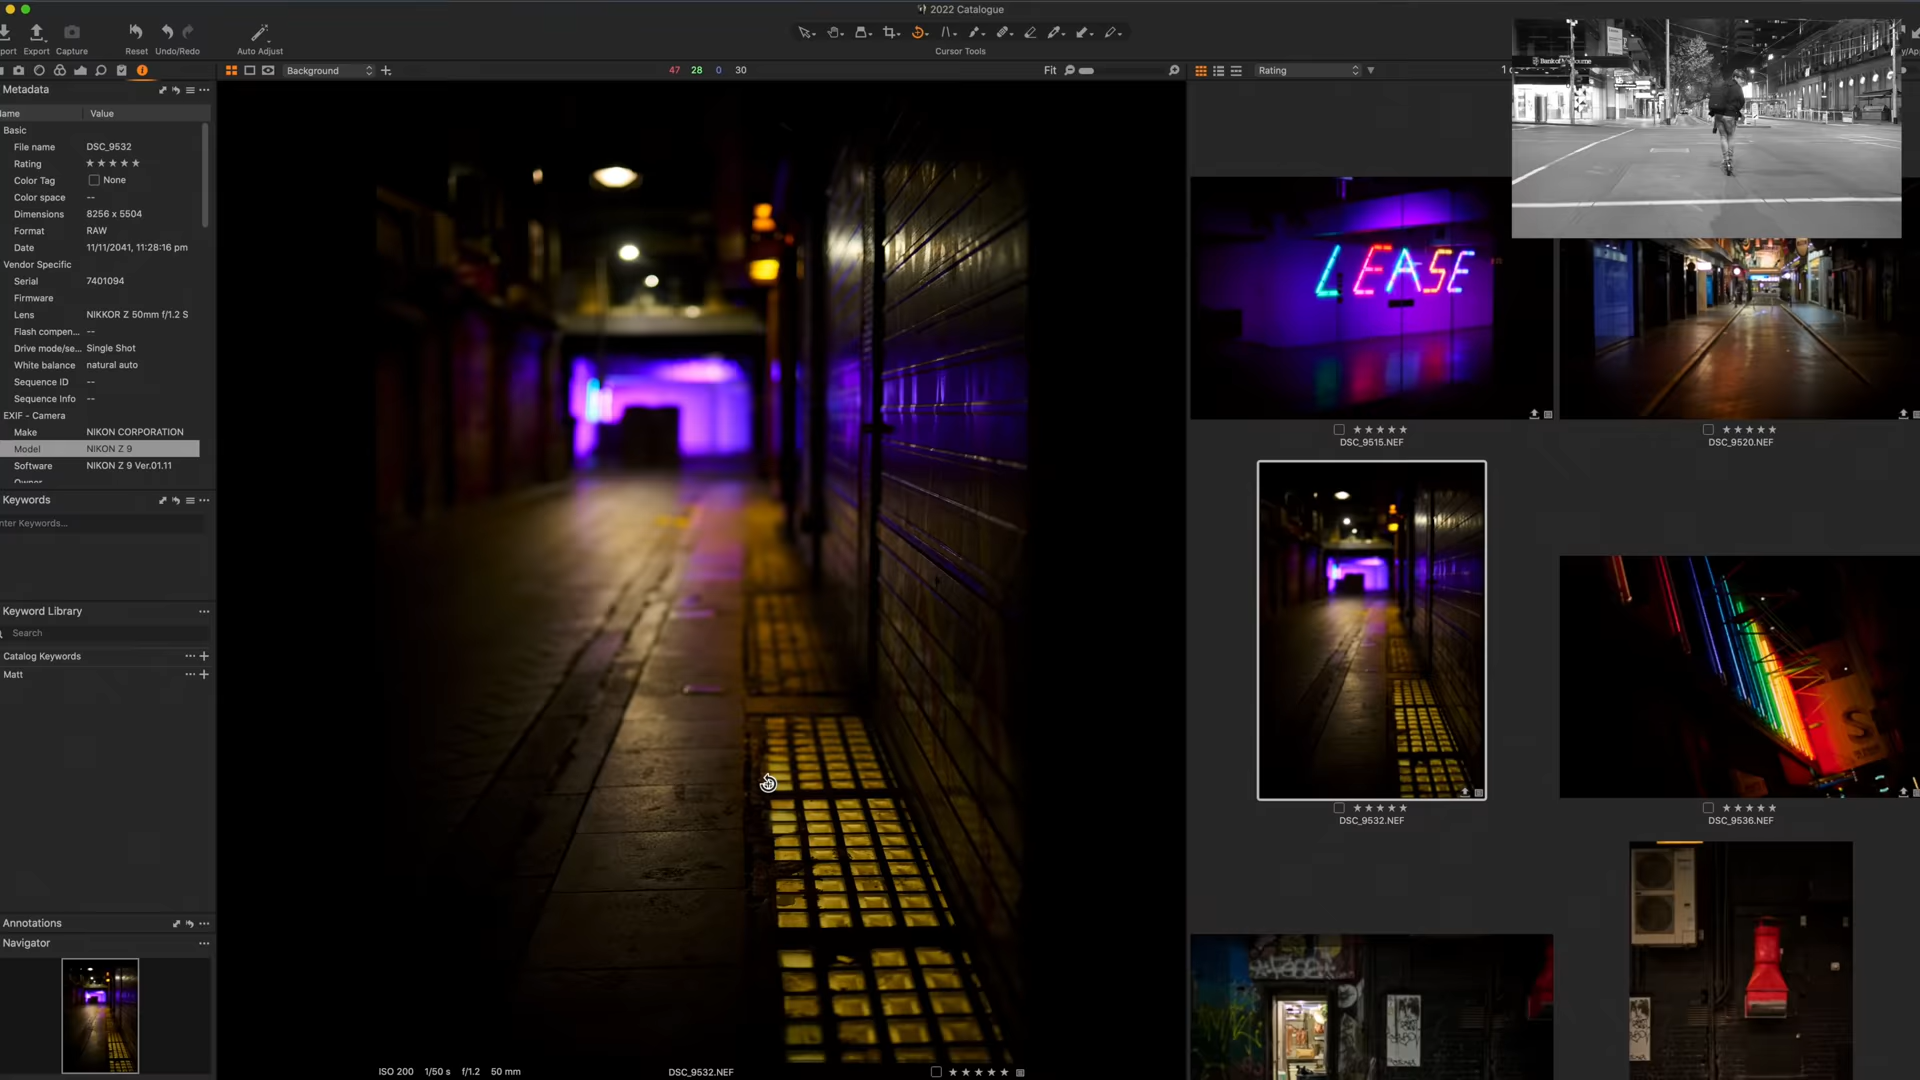 2022 Catalogue
Export
Capture
Reset
Undo/Redo
Auto Adjust
Cursor Tools
Background
47 28 0 30
Fit
Rating
Metadata
Value
Basic
File name DSC_9532
Rating ★★★★★
Color Tag None
Color space --
Dimensions 8256 x 5504
Format RAW
Date 11/11/2041, 11:28:16 pm
Vendor Specific
Serial 7401094
Firmware
Lens NIKKOR Z 50mm f/1.2 S
Flash compen... --
Drive mode/se... Single Shot
White balance natural auto
Sequence ID --
Sequence Info --
EXIF - Camera
Make NIKON CORPORATION
Model NIKON Z 9
Software NIKON Z 9 Ver.01.11
Keywords
nter Keywords...
Keyword Library
Search
Catalog Keywords
Matt
Annotations
Navigator
ISO 200 1/50 s f/1.2 50 mm
DSC_9532.NEF
LEASE
DSC_9515.NEF
DSC_9520.NEF
DSC_9532.NEF
DSC_9536.NEF